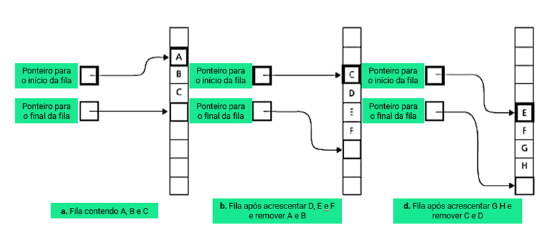 Ponteiro para
o início da fila
Ponteiro para
o final da fila
A
B
C
a. Fila contendo A, B e C
Ponteiro para
o início da fila
Ponteiro para
o final da fila
C
D
E
F
b. Fila após acrescentar D, E e F
e remover A e B
Ponteiro para
o início da fila
Ponteiro para
o final da fila
E
F
G
H
d. Fila após acrescentar G H e
remover C e D